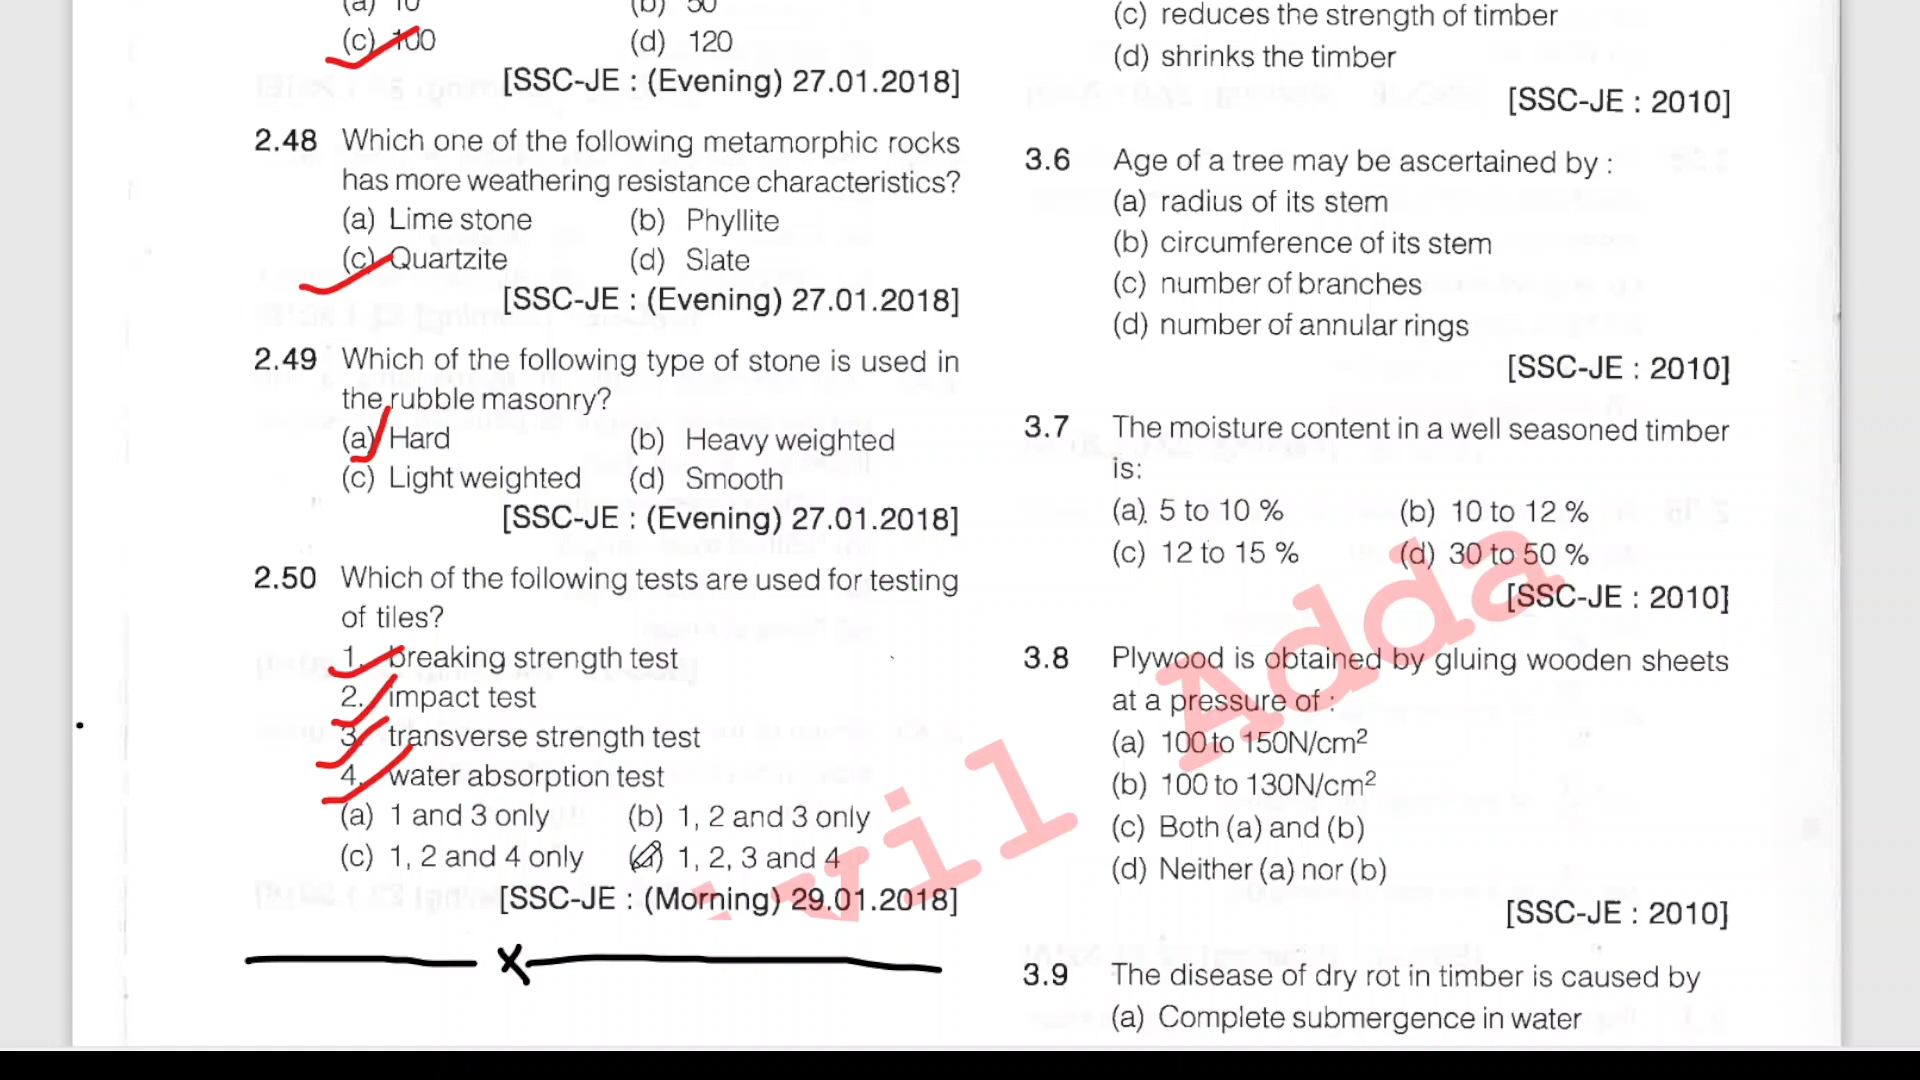 (a) 10 (b) 50
(c) 100 (d) 120
[SSC-JE : (Evening) 27.01.2018]
2.48 Which one of the following metamorphic rocks
has more weathering resistance characteristics?
(a) Lime stone (b) Phyllite
(c) Quartzite (d) Slate
[SSC-JE : (Evening) 27.01.2018]
2.49 Which of the following type of stone is used in
the rubble masonry?
(a) Hard (b) Heavy weighted
(c) Light weighted (d) Smooth
[SSC-JE : (Evening) 27.01.2018]
2.50 Which of the following tests are used for testing
of tiles?
1. breaking strength test
2. impact test
3. transverse strength test
4. water absorption test
(a) 1 and 3 only (b) 1, 2 and 3 only
(c) 1, 2 and 4 only (d) 1, 2, 3 and 4
[SSC-JE : (Morning) 29.01.2018]
x
(c) reduces the strength of timber
(d) shrinks the timber
[SSC-JE : 2010]
3.6 Age of a tree may be ascertained by :
(a) radius of its stem
(b) circumference of its stem
(c) number of branches
(d) number of annular rings
[SSC-JE : 2010]
3.7 The moisture content in a well seasoned timber
is:
(a) 5 to 10 % (b) 10 to 12 %
(c) 12 to 15 % (d) 30 to 50 %
[SSC-JE : 2010]
3.8 Plywood is obtained by gluing wooden sheets
at a pressure of :
(a) 100 to 150N/cm²
(b) 100 to 130N/cm²
(c) Both (a) and (b)
(d) Neither (a) nor (b)
[SSC-JE : 2010]
3.9 The disease of dry rot in timber is caused by
(a) Complete submergence in water
ivil Adda